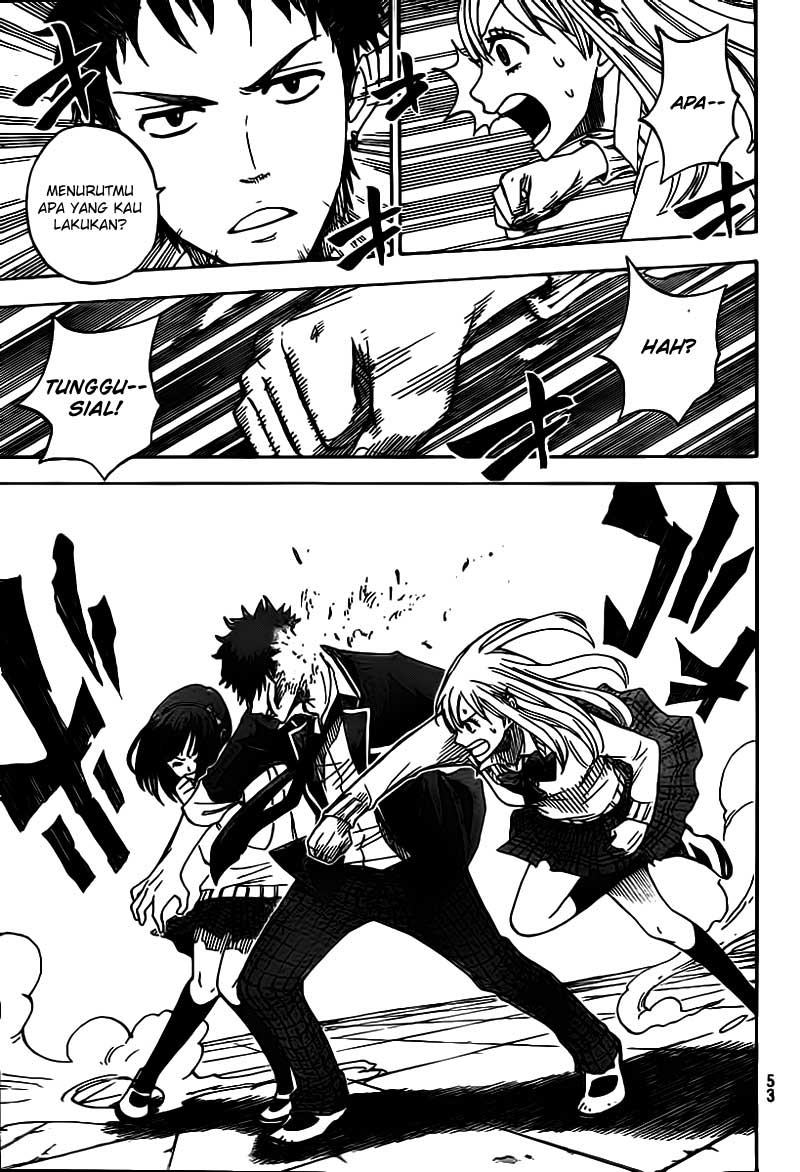 APA--
MENURUTMU
APA YANG KAU
LAKUKAN?
HAH?
TUNGGU--
SIAL!
53